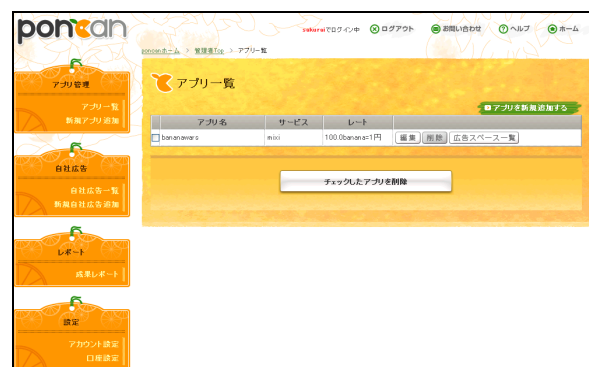 poncan
sakuraiでログイン中 ログアウト お問い合わせ ヘルプ ホーム
poncanホーム > 管理者Top > アプリ一覧
アプリ管理
アプリ一覧
新規アプリ追加
自社広告
自社広告一覧
新規自社広告追加
レポート
成果レポート
設定
アカウント設定
口座設定
アプリ一覧
アプリを新規追加する
アプリ名 サービス レート
bananawars mixi 100.0banana=1円 編集 削除 広告スペース一覧
チェックしたアプリを削除